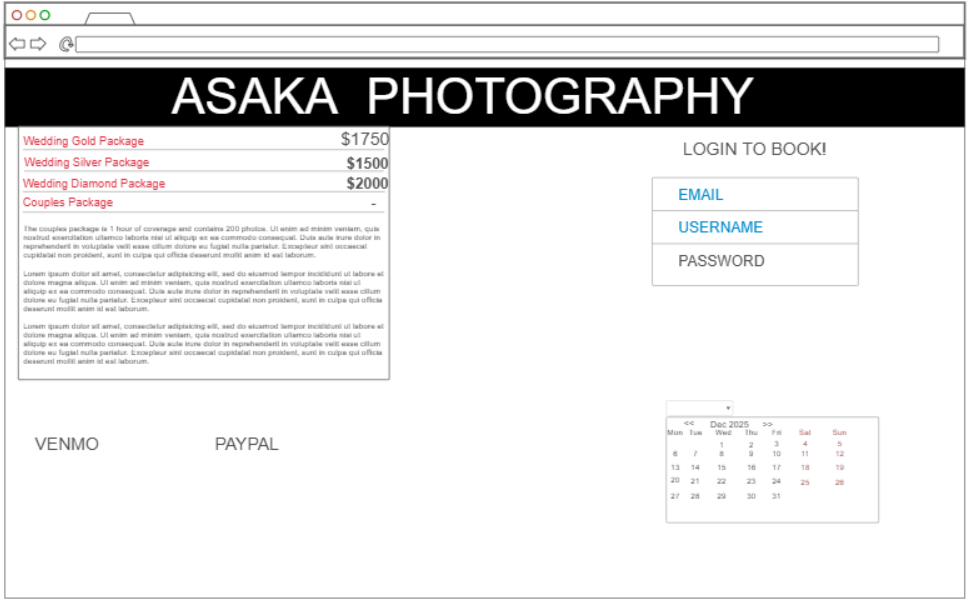 ASAKA PHOTOGRAPHY
Wedding Gold Package $1750
Wedding Silver Package $1500
Wedding Diamond Package $2000
Couples Package -
The couples package is 1 hour of coverage and contains 200 photos. Ut enim ad minim veniam, quis
nostrud exercitation ullamco laboris nisi ut aliquip ex ea commodo consequat. Duis aute irure dolor in
reprehenderit in voluptate velit esse cillum dolore eu fugiat nulla pariatur. Excepteur sint occaecat
cupidatat non proident, sunt in culpa qui officia deserunt mollit anim id est laborum.
Lorem ipsum dolor sit amet, consectetur adipisicing elit, sed do eiusmod tempor incididunt ut labore et
dolore magna aliqua. Ut enim ad minim veniam, quis nostrud exercitation ullamco laboris nisi ut
aliquip ex ea commodo consequat. Duis aute irure dolor in reprehenderit in voluptate velit esse cillum
dolore eu fugiat nulla pariatur. Excepteur sint occaecat cupidatat non proident, sunt in culpa qui officia
deserunt mollit anim id est laborum.
Lorem ipsum dolor sit amet, consectetur adipisicing elit, sed do eiusmod tempor incididunt ut labore et
dolore magna aliqua. Ut enim ad minim veniam, quis nostrud exercitation ullamco laboris nisi ut
aliquip ex ea commodo consequat. Duis aute irure dolor in reprehenderit in voluptate velit esse cillum
dolore eu fugiat nulla pariatur. Excepteur sint occaecat cupidatat non proident, sunt in culpa qui officia
deserunt mollit anim id est laborum.
VENMO PAYPAL
LOGIN TO BOOK!
EMAIL
USERNAME
PASSWORD
<< Dec 2025 >>
Mon Tue Wed Thu Fri Sat Sun
1 2 3 4 5
6 7 8 9 10 11 12
13 14 15 16 17 18 19
20 21 22 23 24 25 26
27 28 29 30 31